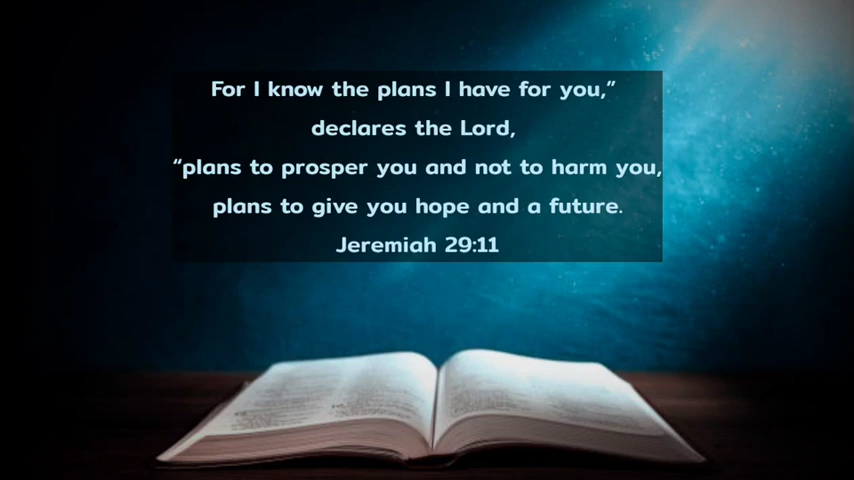 For I know the plans I have for you,”
declares the Lord,
“plans to prosper you and not to harm you,
plans to give you hope and a future.
Jeremiah 29:11